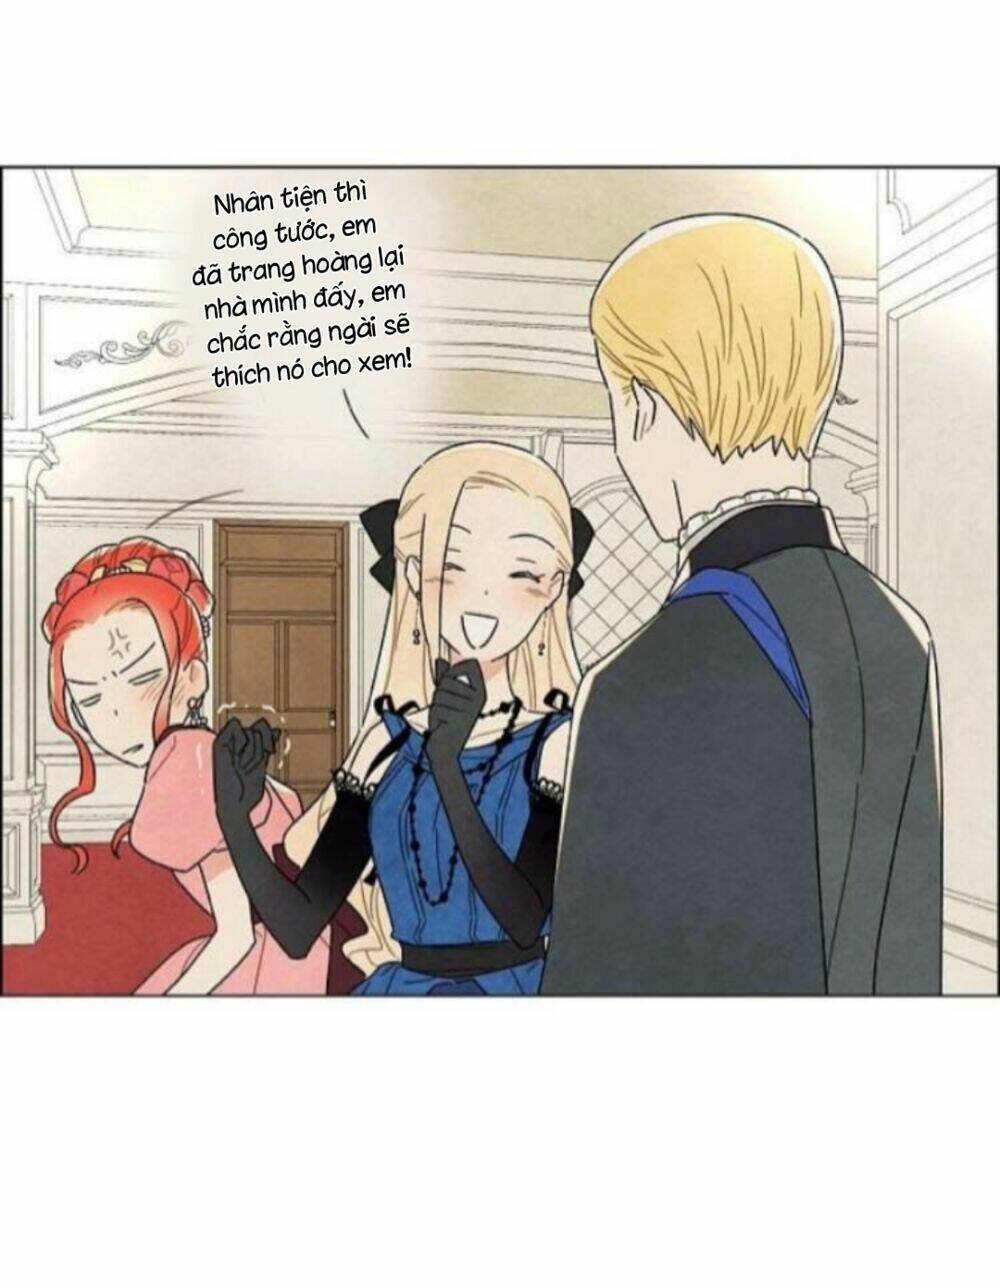 Nhân tiện thì
công tước, em
đã trang hoàng lại
nhà mình đấy, em
chắc rằng ngài sẽ
thích nó cho xem!